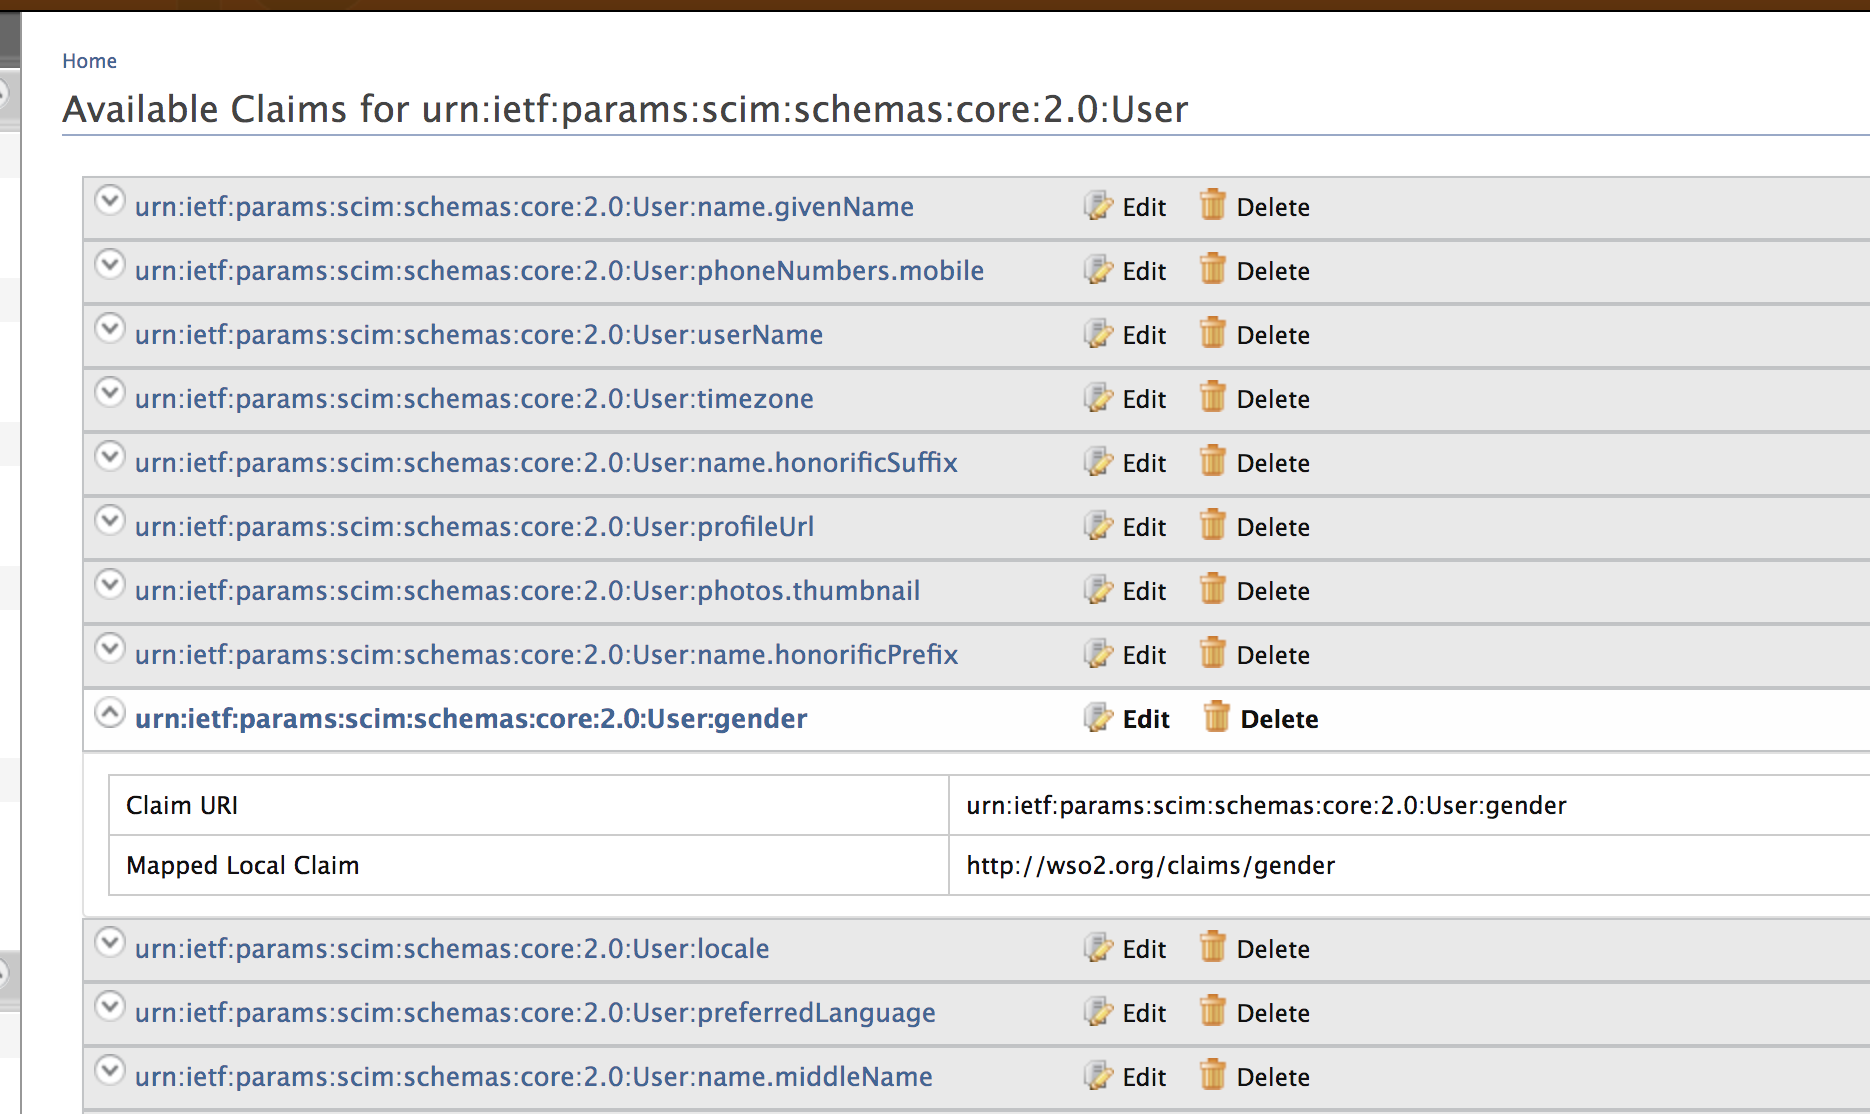 Home
Available Claims for urn:ietf:params:scim:schemas:core:2.0:User
urn:ietf:params:scim:schemas:core:2.0:User:name.givenName Edit Delete
urn:ietf:params:scim:schemas:core:2.0:User:phoneNumbers.mobile Edit Delete
urn:ietf:params:scim:schemas:core:2.0:User:userName Edit Delete
urn:ietf:params:scim:schemas:core:2.0:User:timezone Edit Delete
urn:ietf:params:scim:schemas:core:2.0:User:name.honorificSuffix Edit Delete
urn:ietf:params:scim:schemas:core:2.0:User:profileUrl Edit Delete
urn:ietf:params:scim:schemas:core:2.0:User:photos.thumbnail Edit Delete
urn:ietf:params:scim:schemas:core:2.0:User:name.honorificPrefix Edit Delete
urn:ietf:params:scim:schemas:core:2.0:User:gender Edit Delete
Claim URI urn:ietf:params:scim:schemas:core:2.0:User:gender
Mapped Local Claim http://wso2.org/claims/gender
urn:ietf:params:scim:schemas:core:2.0:User:locale Edit Delete
urn:ietf:params:scim:schemas:core:2.0:User:preferredLanguage Edit Delete
urn:ietf:params:scim:schemas:core:2.0:User:name.middleName Edit Delete